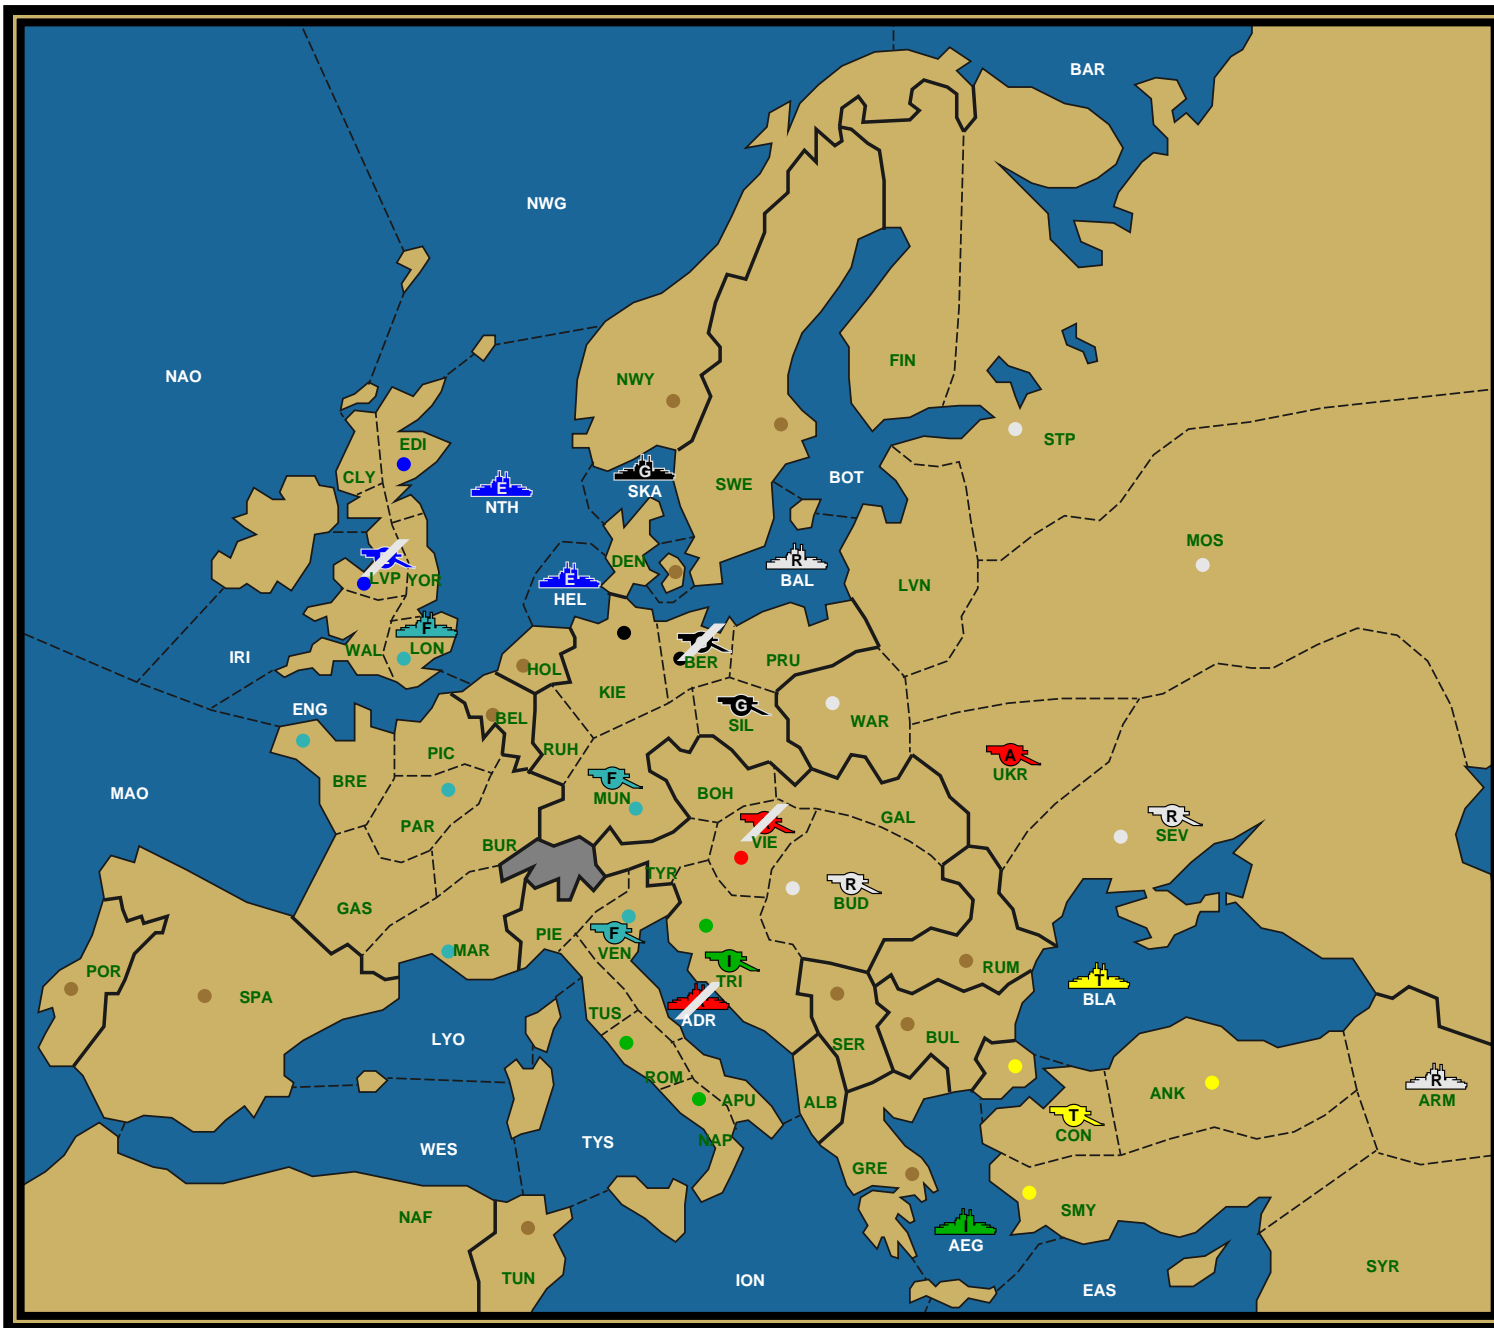 BAR
NWG
NAO
FIN
NWY
STP
EDI
CLY
G
SKA
SWE
BOT
E
NTH
MOS
DEN
R
BAL
LVN
LVP
YOR
E
HEL
F
LON
WAL
IRI
BER
PRU
HOL
KIE
ENG
BEL
G
SIL
WAR
RUH
PIC
A
UKR
BRE
F
MUN
BOH
MAO
PAR
GAL
R
SEV
VIE
BUR
TYR
R
BUD
GAS
PIE
F
VEN
MAR
I
TRI
RUM
POR
SPA
T
BLA
TUS
ADR
LYO
SER
BUL
ROM
R
ARM
ANK
APU
ALB
T
CON
NAP
TYS
WES
GRE
SMY
NAF
I
AEG
SYR
TUN
ION
EAS